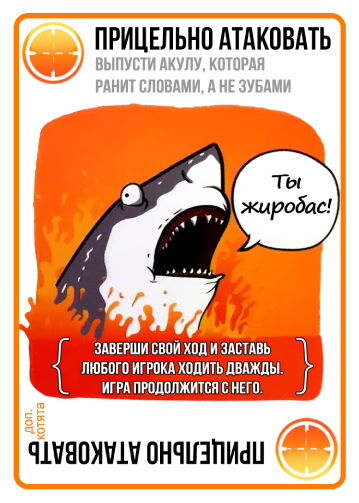 ПРИЦЕЛЬНО АТАКОВАТЬ
ВЫПУСТИ АКУЛУ, КОТОРАЯ
РАНИТ СЛОВАМИ, А НЕ ЗУБАМИ
Ты
жиробас!
ЗАВЕРШИ СВОЙ ХОД И ЗАСТАВЬ
ЛЮБОГО ИГРОКА ХОДИТЬ ДВАЖДЫ.
ИГРА ПРОДОЛЖИТСЯ С НЕГО.
доп.
котята
ПРИЦЕЛЬНО АТАКОВАТЬ